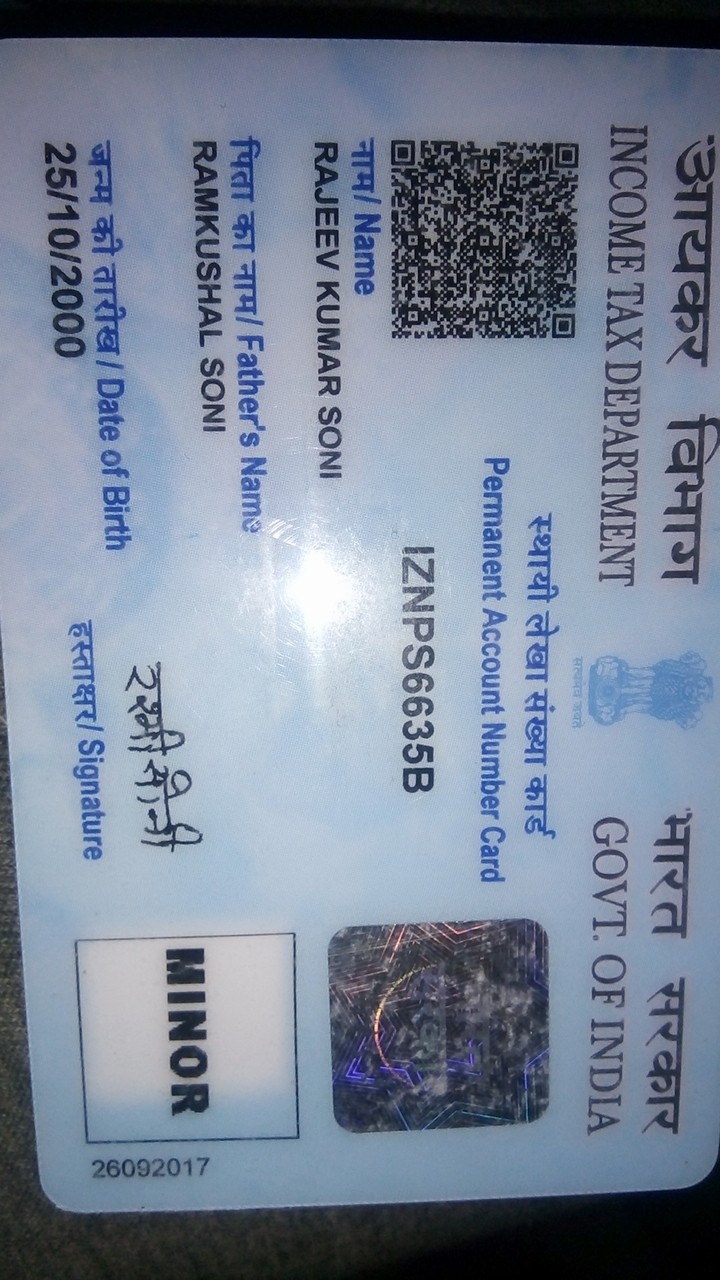 आयकर विभाग
INCOME TAX DEPARTMENT
भारत सरकार
GOVT. OF INDIA
सत्यमेव जयते
स्थायी लेखा संख्या कार्ड
Permanent Account Number Card
IZNPS6635B
नाम/ Name
RAJEEV KUMAR SONI
पिता का नाम/ Father's Name
RAMKUSHAL SONI
जन्म की तारीख / Date of Birth
25/10/2000
हस्ताक्षर/ Signature
MINOR
26092017